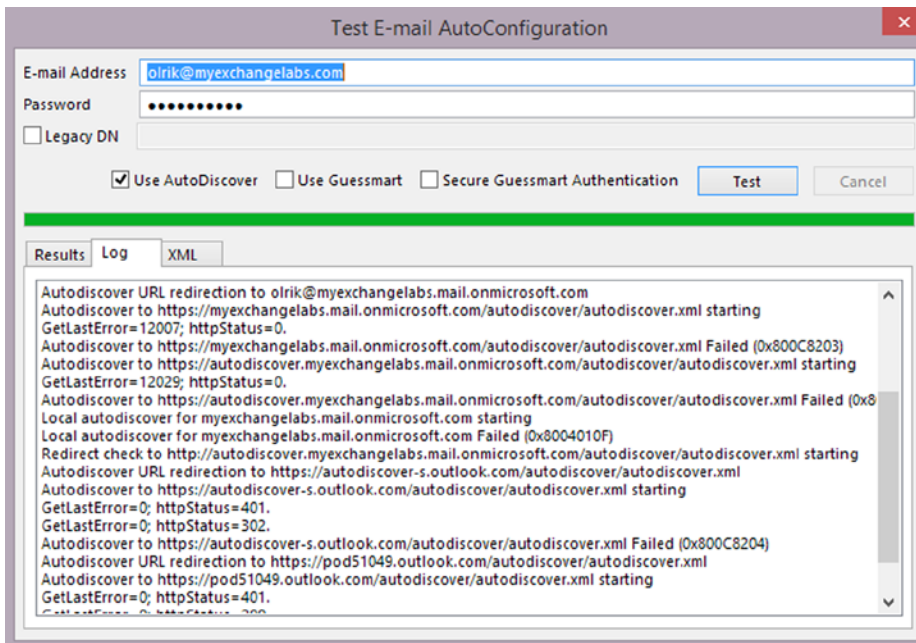 Test E-mail AutoConfiguration
E-mail Address olrik@myexchangelabs.com
Password ••••••••••
Legacy DN
Use AutoDiscover Use Guessmart Secure Guessmart Authentication Test Cancel
Results Log XML
Autodiscover URL redirection to olrik@myexchangelabs.mail.onmicrosoft.com
Autodiscover to https://myexchangelabs.mail.onmicrosoft.com/autodiscover/autodiscover.xml starting
GetLastError=12007; httpStatus=0.
Autodiscover to https://myexchangelabs.mail.onmicrosoft.com/autodiscover/autodiscover.xml Failed (0x800C8203)
Autodiscover to https://autodiscover.myexchangelabs.mail.onmicrosoft.com/autodiscover/autodiscover.xml starting
GetLastError=12029; httpStatus=0.
Autodiscover to https://autodiscover.myexchangelabs.mail.onmicrosoft.com/autodiscover/autodiscover.xml Failed (0x8
Local autodiscover for myexchangelabs.mail.onmicrosoft.com starting
Local autodiscover for myexchangelabs.mail.onmicrosoft.com Failed (0x8004010F)
Redirect check to http://autodiscover.myexchangelabs.mail.onmicrosoft.com/autodiscover/autodiscover.xml starting
Autodiscover URL redirection to https://autodiscover-s.outlook.com/autodiscover/autodiscover.xml
Autodiscover to https://autodiscover-s.outlook.com/autodiscover/autodiscover.xml starting
GetLastError=0; httpStatus=401.
GetLastError=0; httpStatus=302.
Autodiscover to https://autodiscover-s.outlook.com/autodiscover/autodiscover.xml Failed (0x800C8204)
Autodiscover URL redirection to https://pod51049.outlook.com/autodiscover/autodiscover.xml
Autodiscover to https://pod51049.outlook.com/autodiscover/autodiscover.xml starting
GetLastError=0; httpStatus=401.